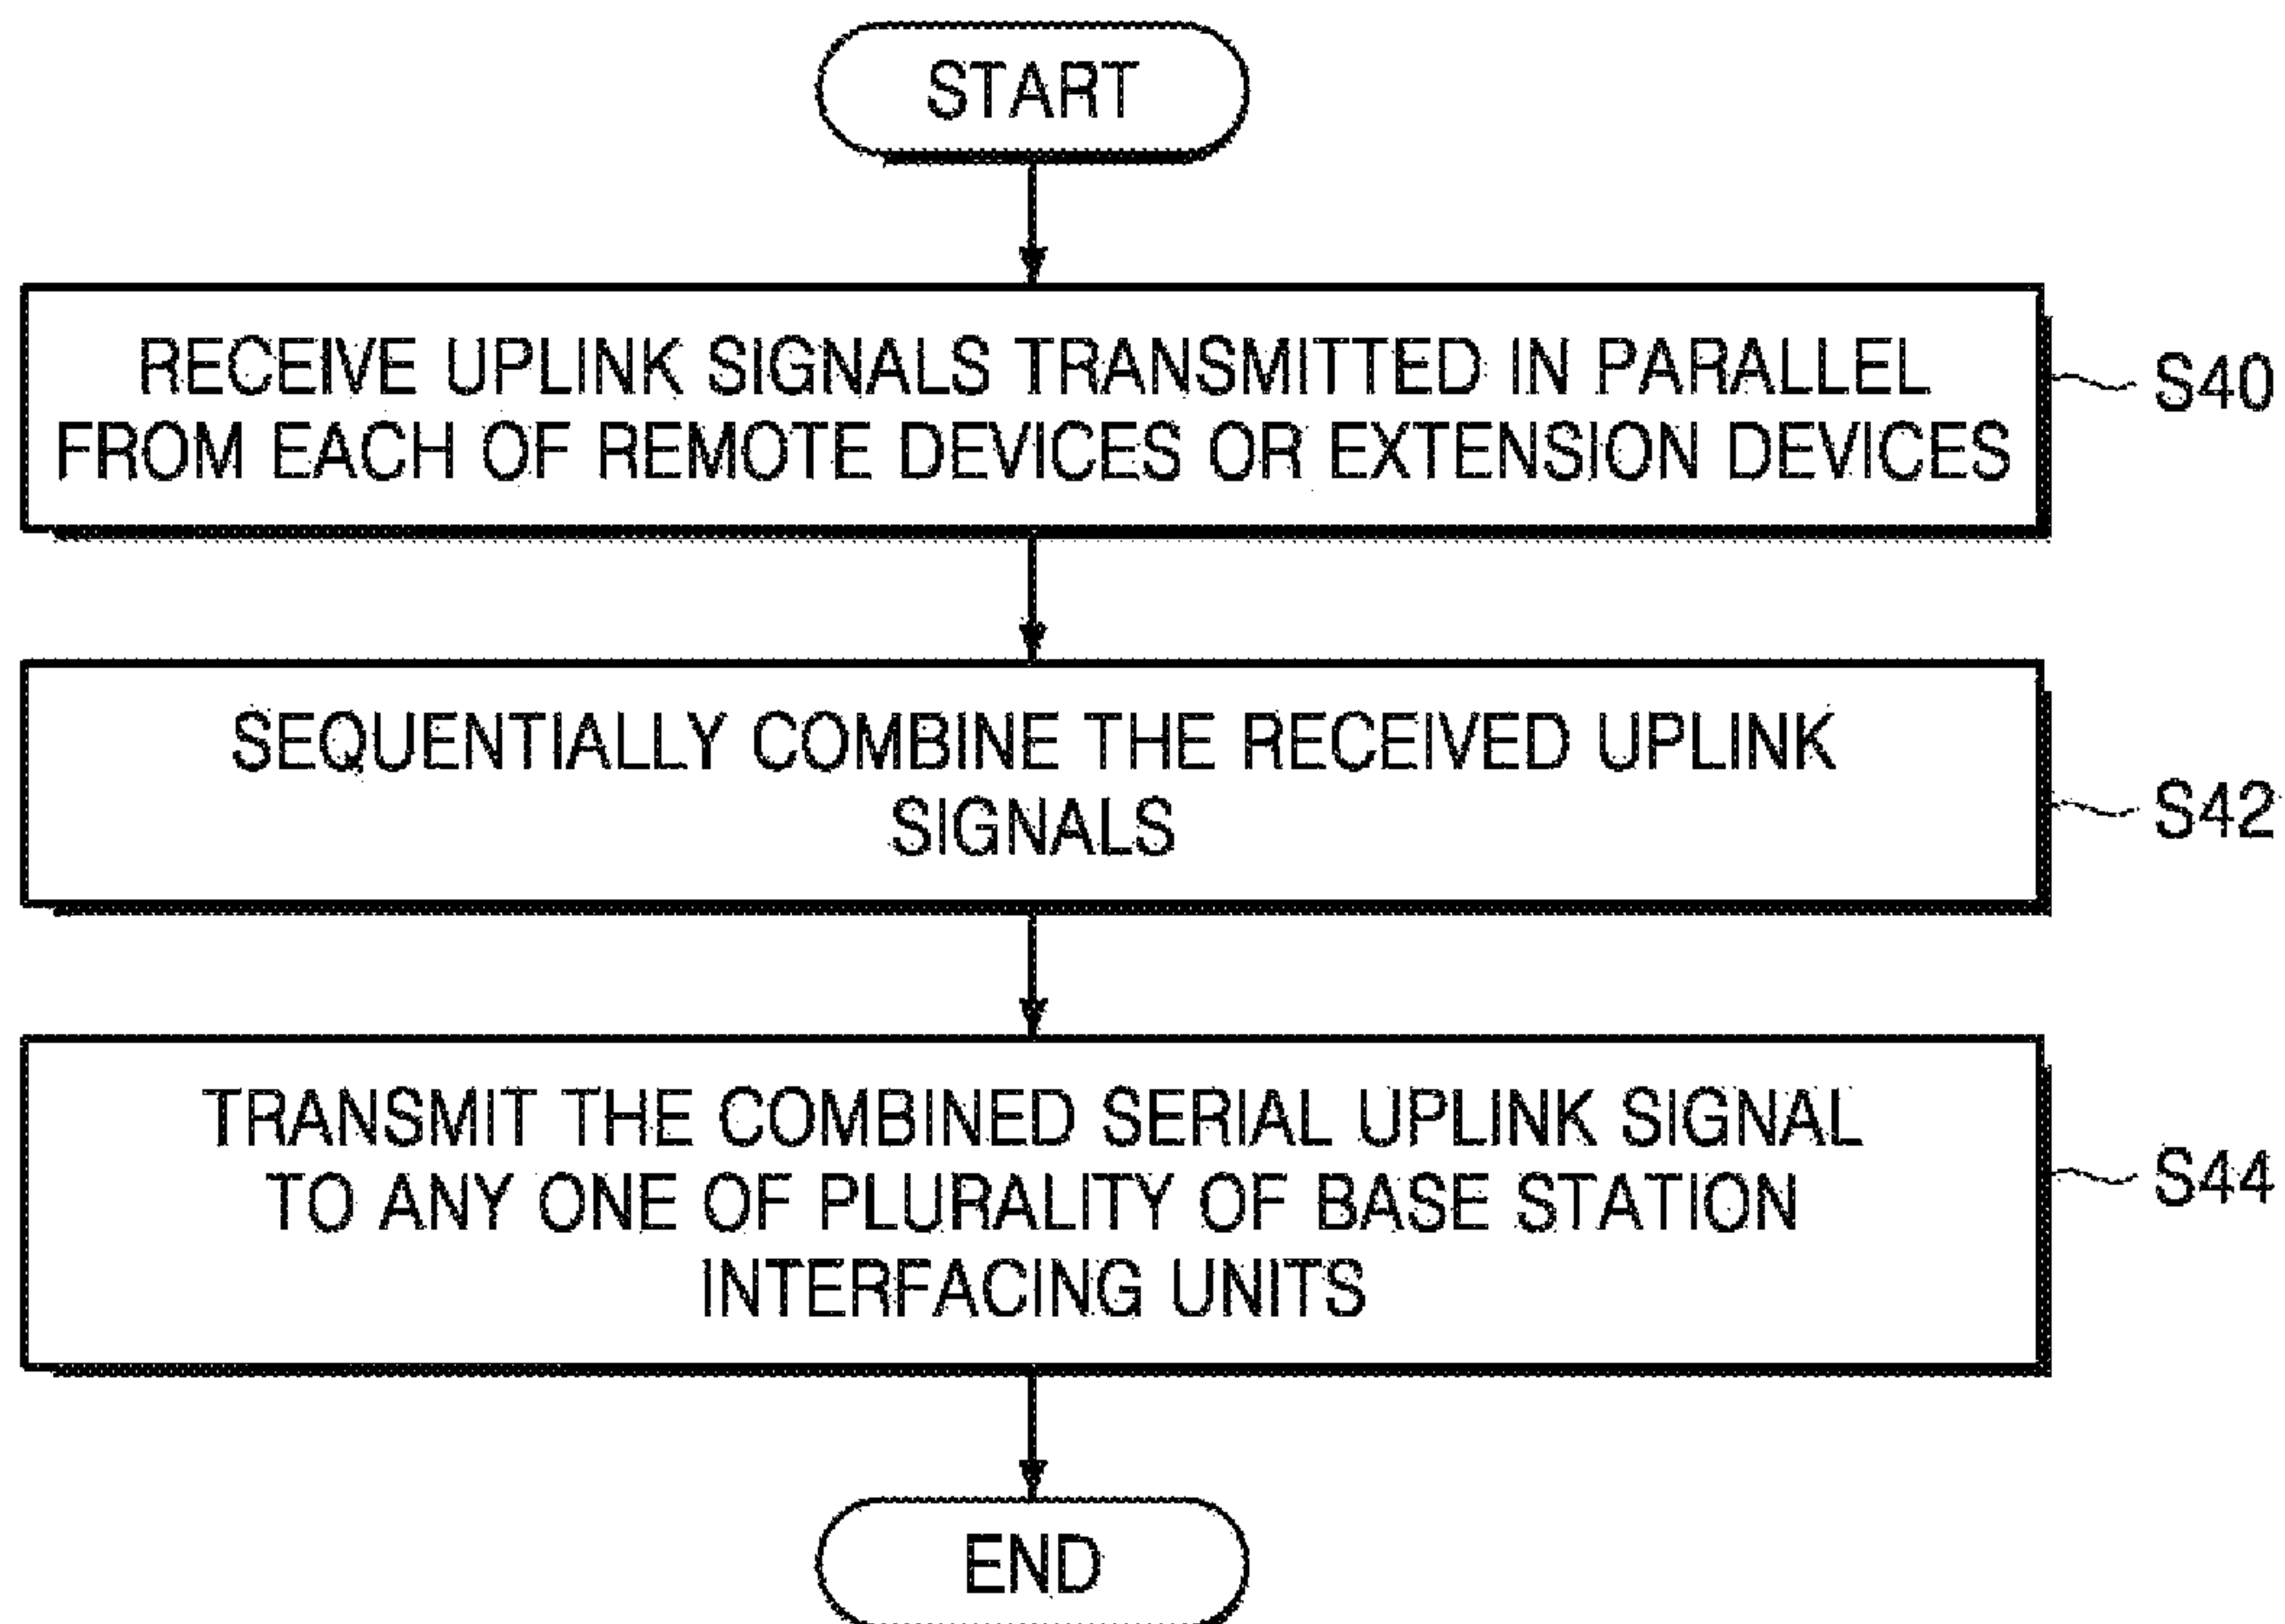 START
RECEIVE UPLINK SIGNALS TRANSMITTED IN PARALLEL
FROM EACH OF REMOTE DEVICES OR EXTENSION DEVICES
S40
SEQUENTIALLY COMBINE THE RECEIVED UPLINK
SIGNALS
S42
TRANSMIT THE COMBINED SERIAL UPLINK SIGNAL
TO ANY ONE OF PLURALITY OF BASE STATION
INTERFACING UNITS
S44
END